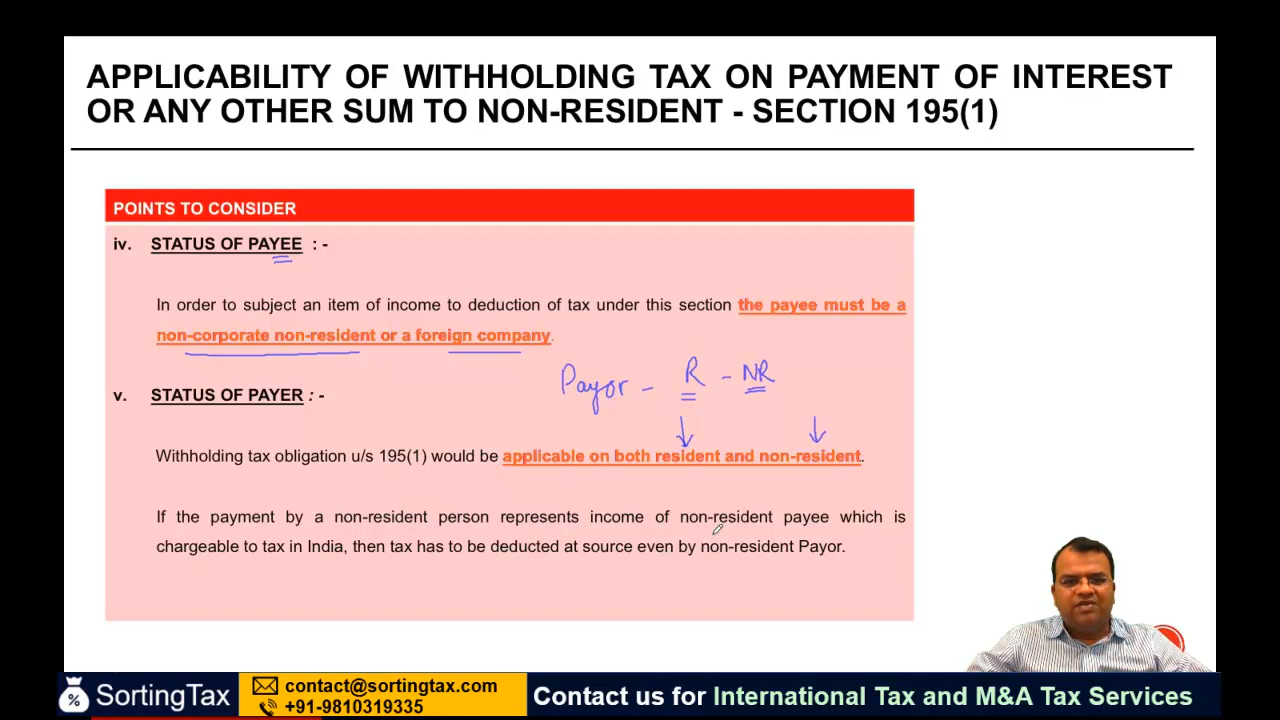 APPLICABILITY OF WITHHOLDING TAX ON PAYMENT OF INTEREST
OR ANY OTHER SUM TO NON-RESIDENT - SECTION 195(1)
POINTS TO CONSIDER
iv. STATUS OF PAYEE : -
In order to subject an item of income to deduction of tax under this section the payee must be a
non-corporate non-resident or a foreign company.
Payor - R - NR
v. STATUS OF PAYER : -
Withholding tax obligation u/s 195(1) would be applicable on both resident and non-resident.
If the payment by a non-resident person represents income of non-resident payee which is
chargeable to tax in India, then tax has to be deducted at source even by non-resident Payor.
% SortingTax
contact@sortingtax.com
+91-9810319335
Contact us for International Tax and M&A Tax Services